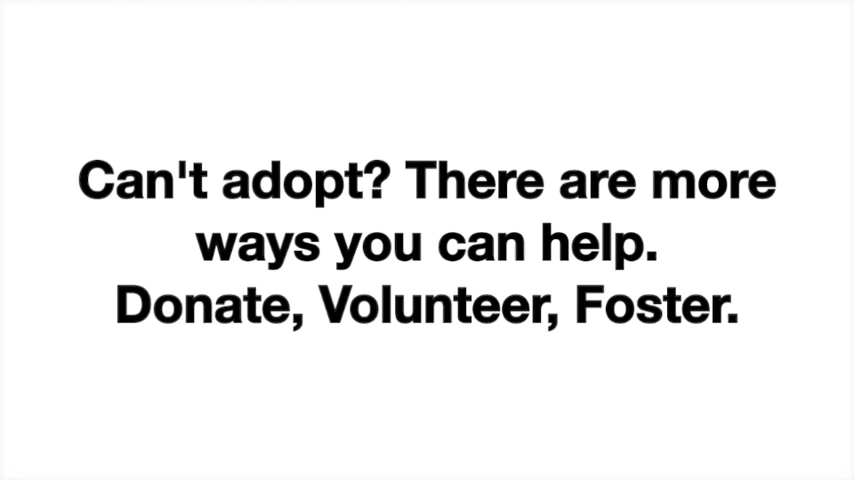 Can't adopt? There are more
ways you can help.
Donate, Volunteer, Foster.